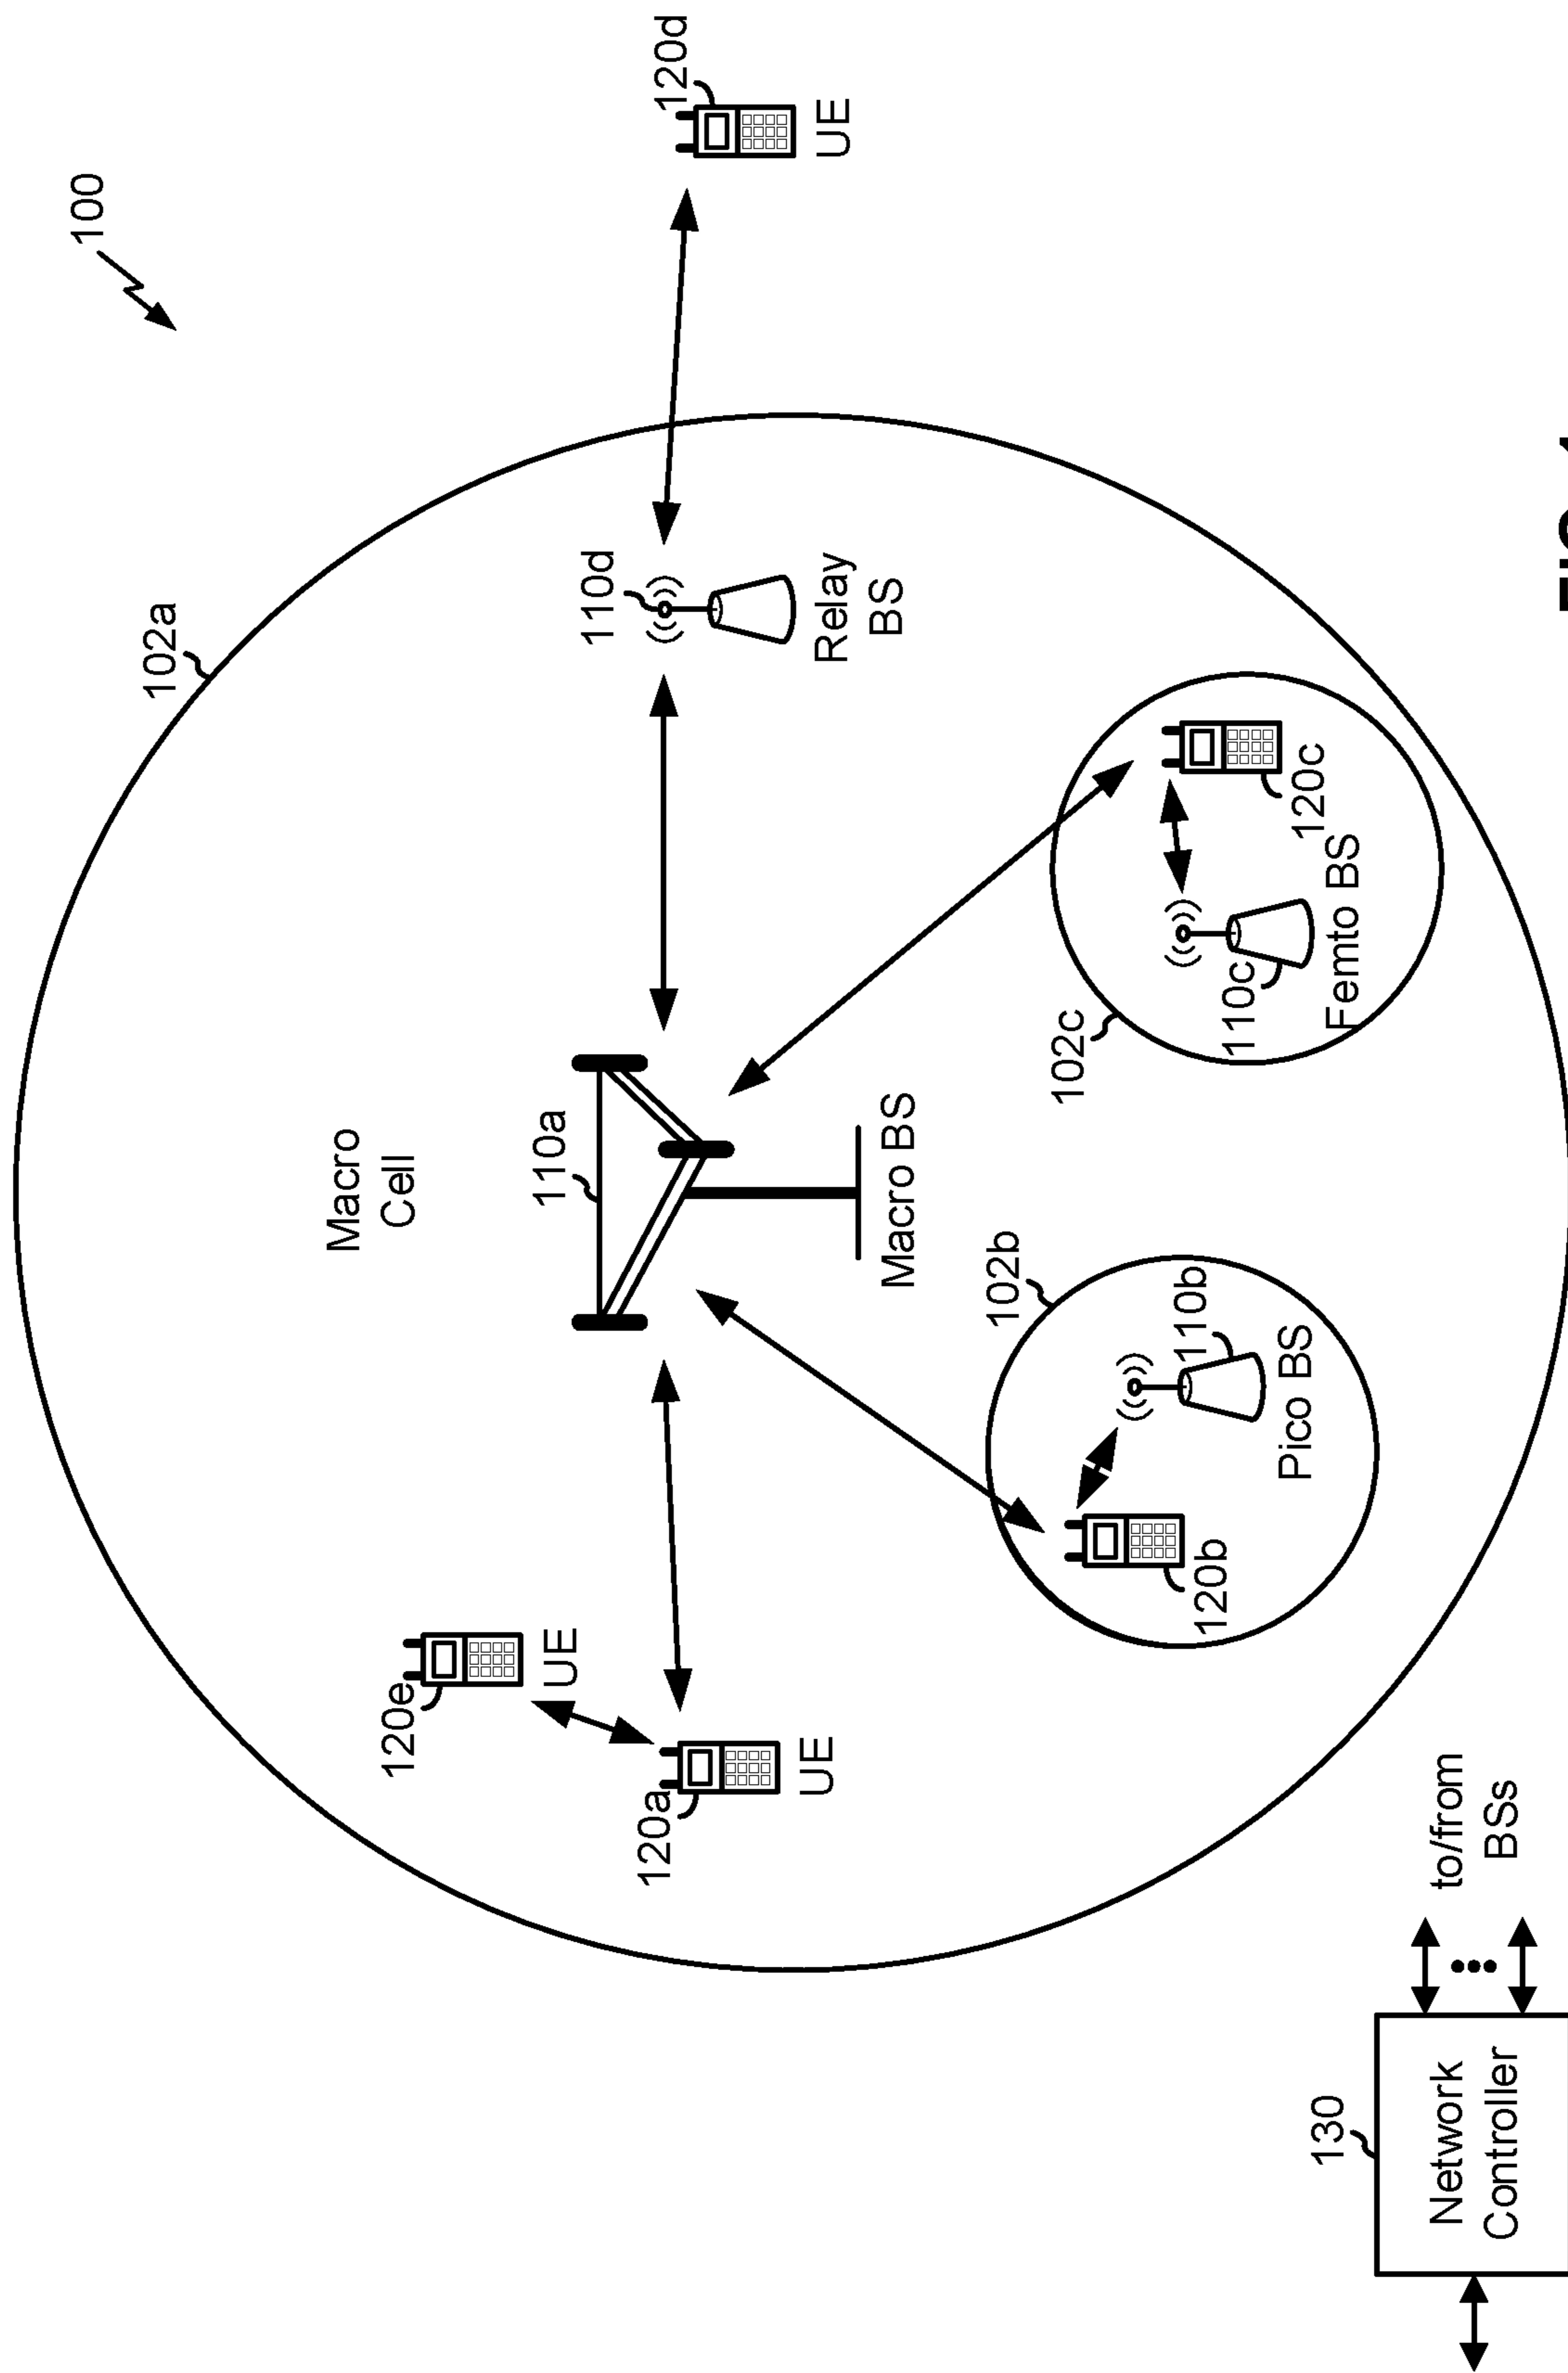 100
102a
Macro
Cell
120e
UE
110a
110d
120a
UE
120d
UE
Relay
BS
Macro BS
102b
102c
110b
120b
Pico BS
110c
120c
Femto BS
130
Network
Controller
to/from
BSs